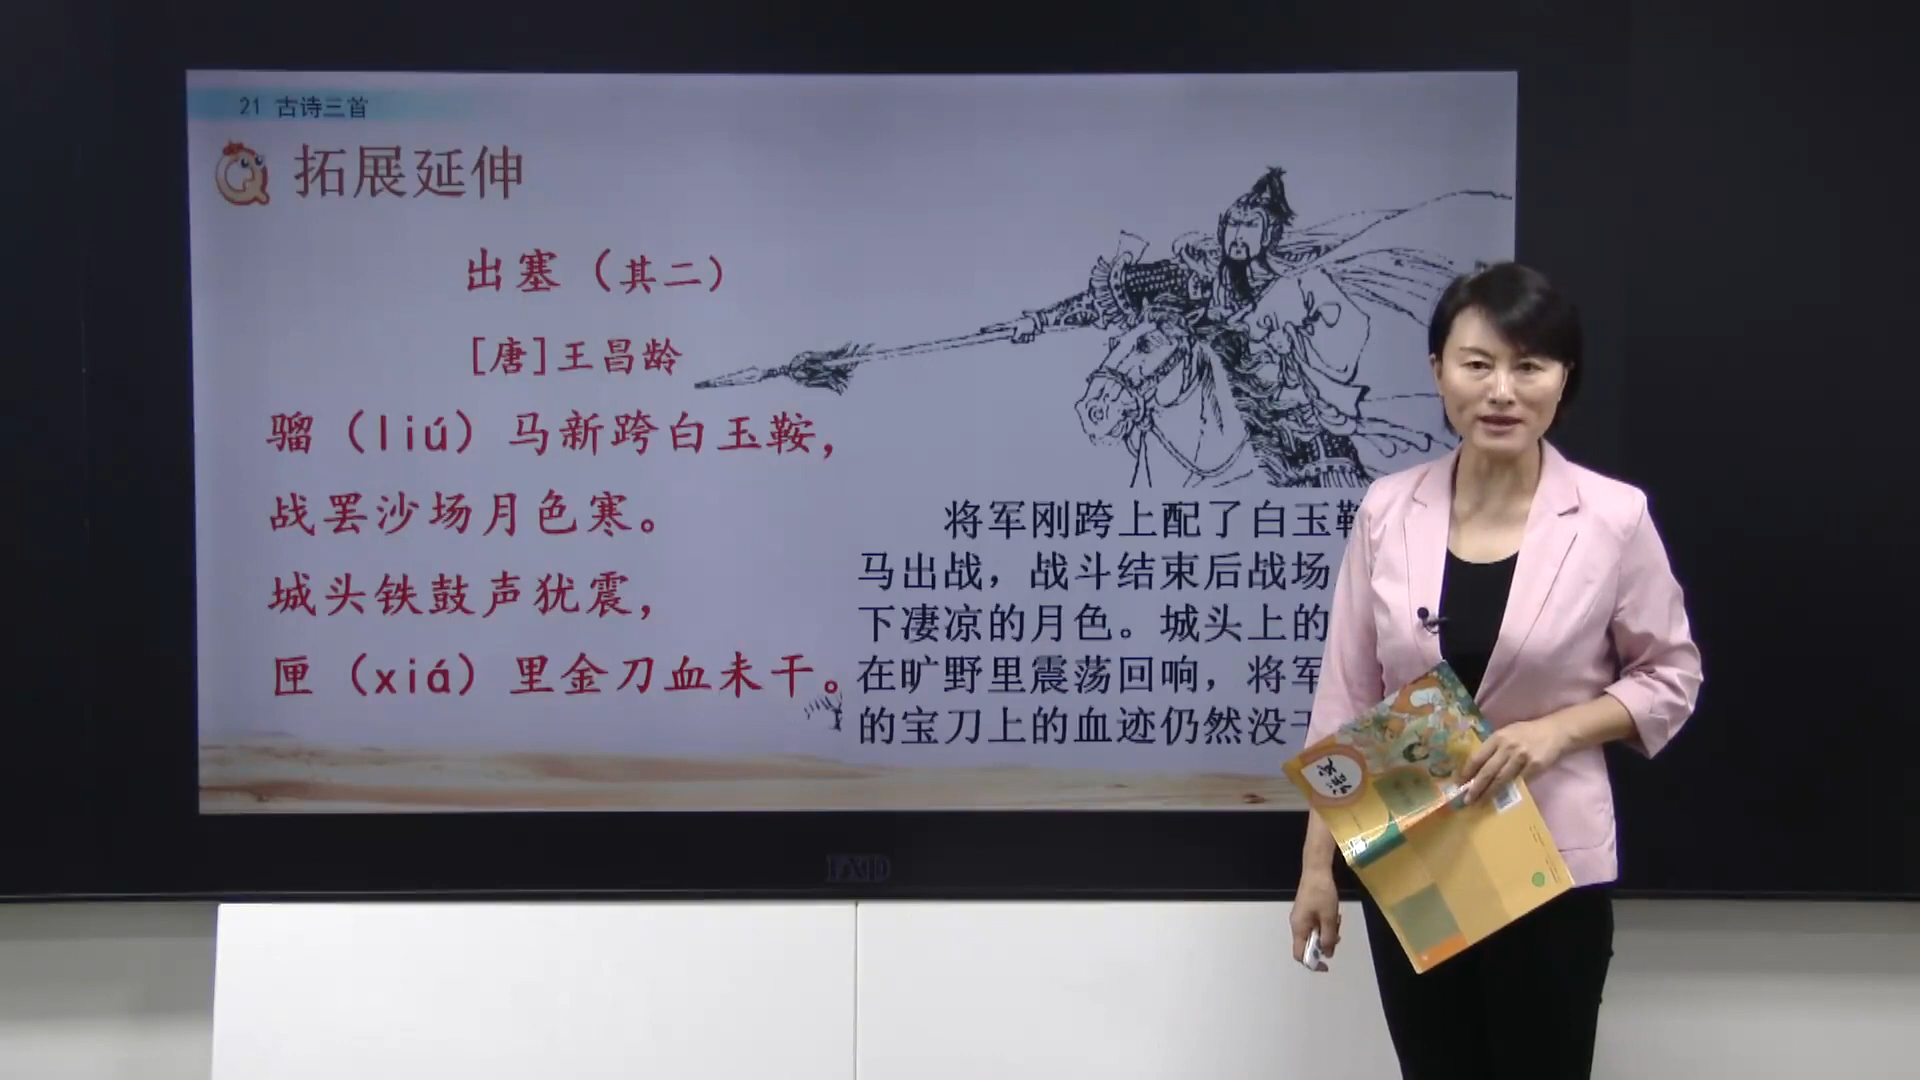 21 古诗三首
拓展延伸
出塞（其二）
[唐]王昌龄
骝（liú）马新跨白玉鞍，
战罢沙场月色寒。
城头铁鼓声犹震，
匣（xiá）里金刀血未干。
将军刚跨上配了白玉鞍
马出战，战斗结束后战场
下凄凉的月色。城头上的
在旷野里震荡回响，将军
的宝刀上的血迹仍然没干
语文